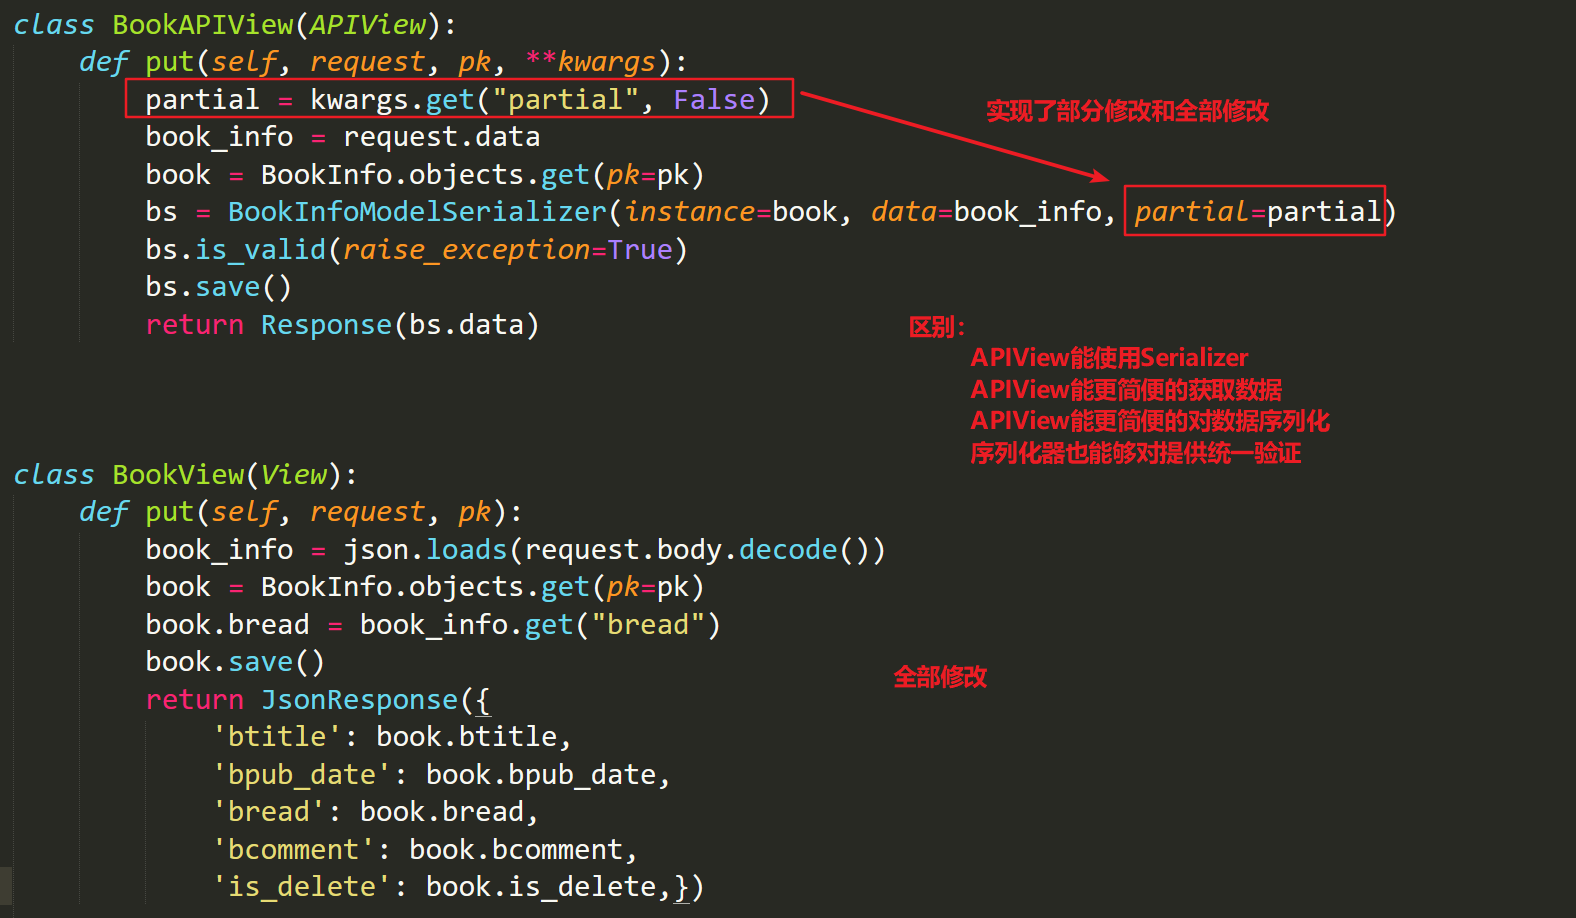 class BookAPIView(APIView):
    def put(self, request, pk, **kwargs):
        partial = kwargs.get("partial", False)
实现了部分修改和全部修改
        book_info = request.data
        book = BookInfo.objects.get(pk=pk)
        bs = BookInfoModelSerializer(instance=book, data=book_info, partial=partial)
        bs.is_valid(raise_exception=True)
        bs.save()
        return Response(bs.data)
区别:
APIView能使用Serializer
APIView能更简便的获取数据
APIView能更简便的对数据序列化
序列化器也能够对提供统一验证
class BookView(View):
    def put(self, request, pk):
        book_info = json.loads(request.body.decode())
        book = BookInfo.objects.get(pk=pk)
        book.bread = book_info.get("bread")
        book.save()
全部修改
        return JsonResponse({
            'btitle': book.btitle,
            'bpub_date': book.bpub_date,
            'bread': book.bread,
            'bcomment': book.bcomment,
            'is_delete': book.is_delete,})